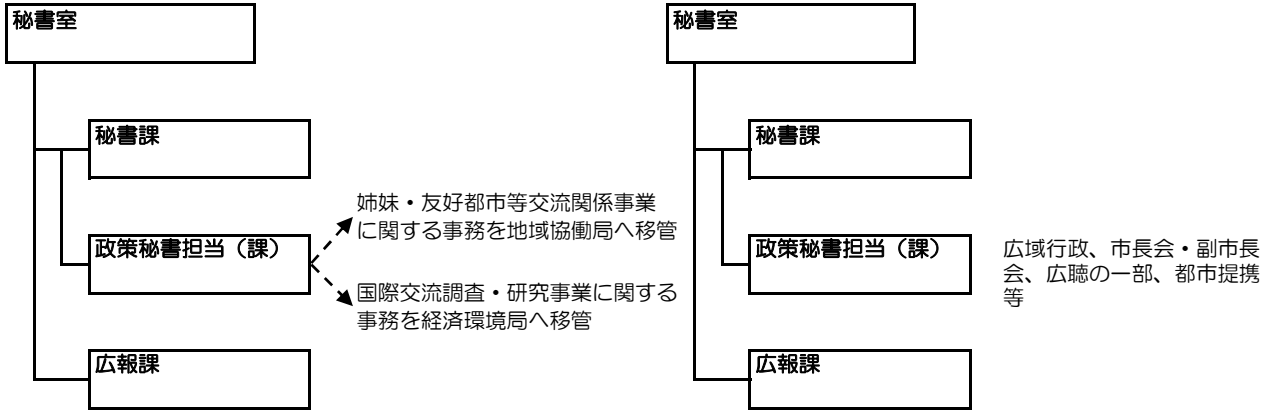 秘書室
秘書課
姉妹・友好都市等交流関係事業
に関する事務を地域協働局へ移管
政策秘書担当（課）
国際交流調査・研究事業に関する
事務を経済環境局へ移管
広報課
秘書室
秘書課
政策秘書担当（課）
広域行政、市長会・副市長
会、広聴の一部、都市提携
等
広報課